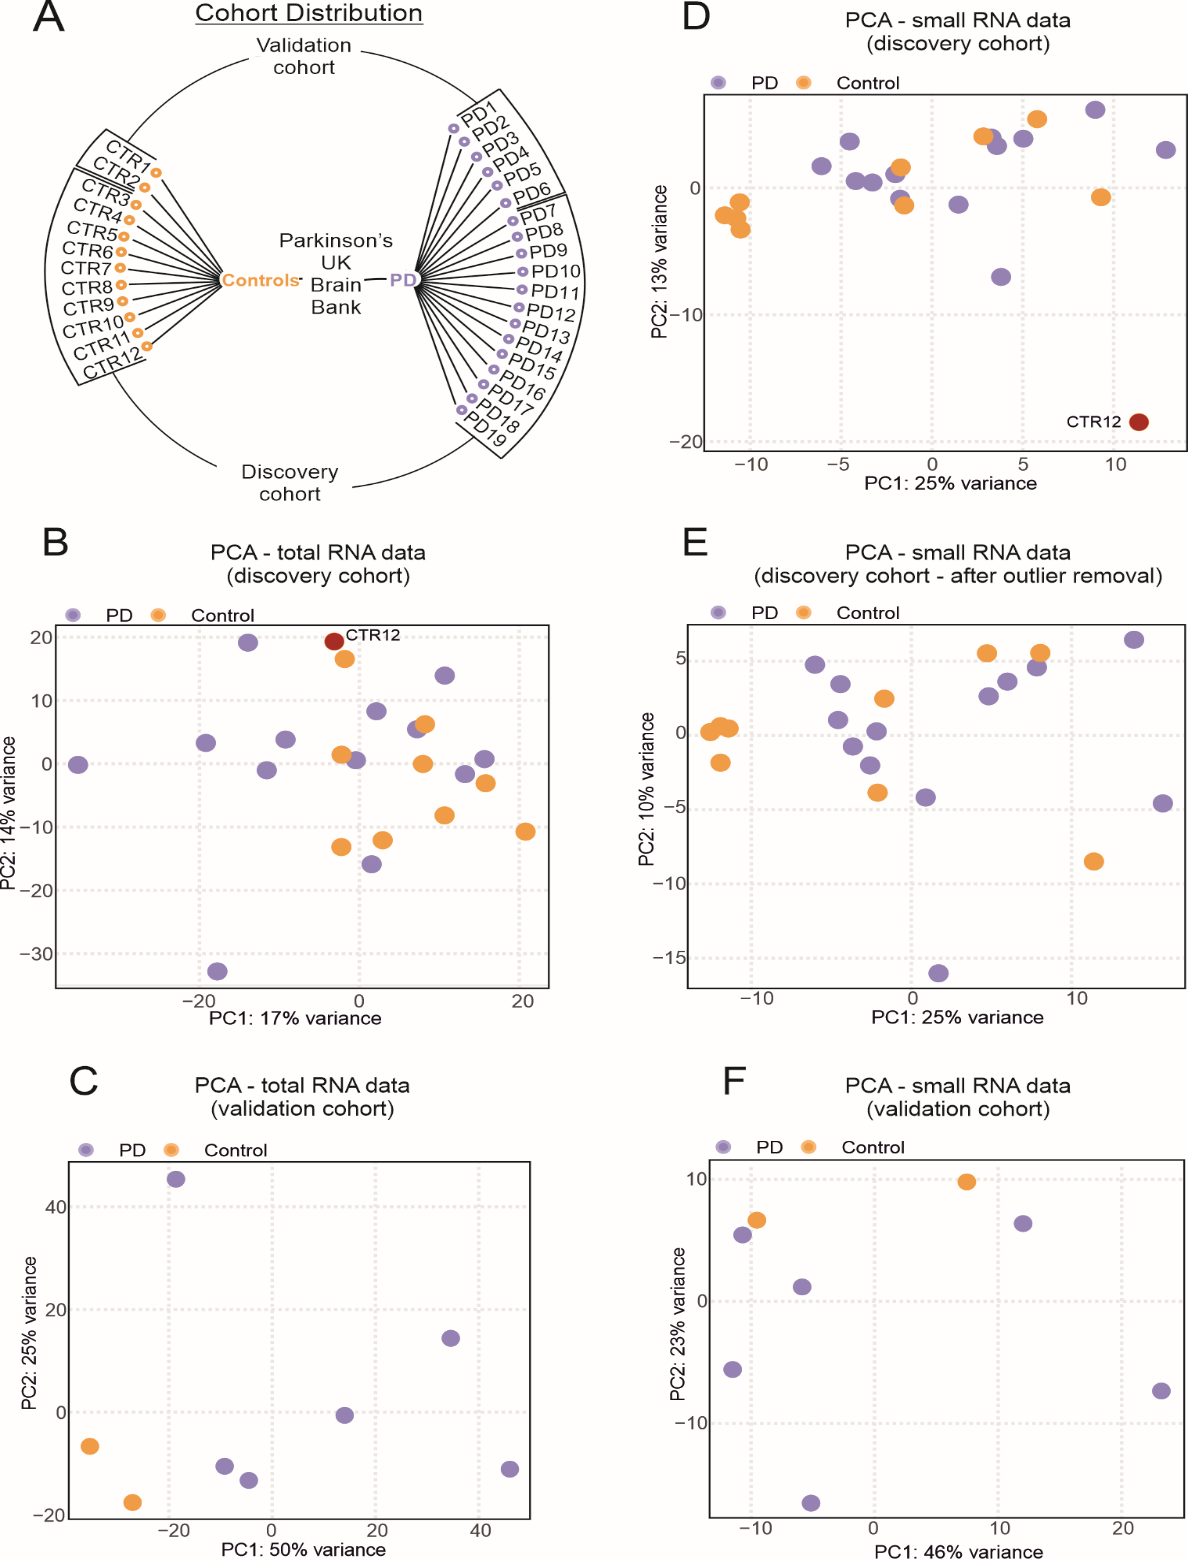 A
Cohort Distribution
Validation
cohort
CTR1
CTR2
CTR3
CTR4
CTR5
CTR6
CTR7
CTR8
CTR9
CTR10
CTR11
CTR12
Controls
Parkinson's
UK
Brain
Bank
PD
PD1
PD2
PD3
PD4
PD5
PD6
PD7
PD8
PD9
PD10
PD11
PD12
PD13
PD14
PD15
PD16
PD17
PD18
PD19
Discovery
cohort
B
PCA - total RNA data
(discovery cohort)
PD Control
CTR12
20
10
0
−10
−20
−30
PC2: 14% variance
−20 0 20
PC1: 17% variance
C
PCA - total RNA data
(validation cohort)
PD Control
40
20
0
−20
PC2: 25% variance
−20 0 20 40
PC1: 50% variance
D
PCA - small RNA data
(discovery cohort)
PD Control
0
−10
−20
PC2: 13% variance
CTR12
−10 −5 0 5 10
PC1: 25% variance
E
PCA - small RNA data
(discovery cohort - after outlier removal)
PD Control
5
0
−5
−10
−15
PC2: 10% variance
−10 0 10
PC1: 25% variance
F
PCA - small RNA data
(validation cohort)
PD Control
10
0
−10
PC2: 23% variance
−10 0 10 20
PC1: 46% variance